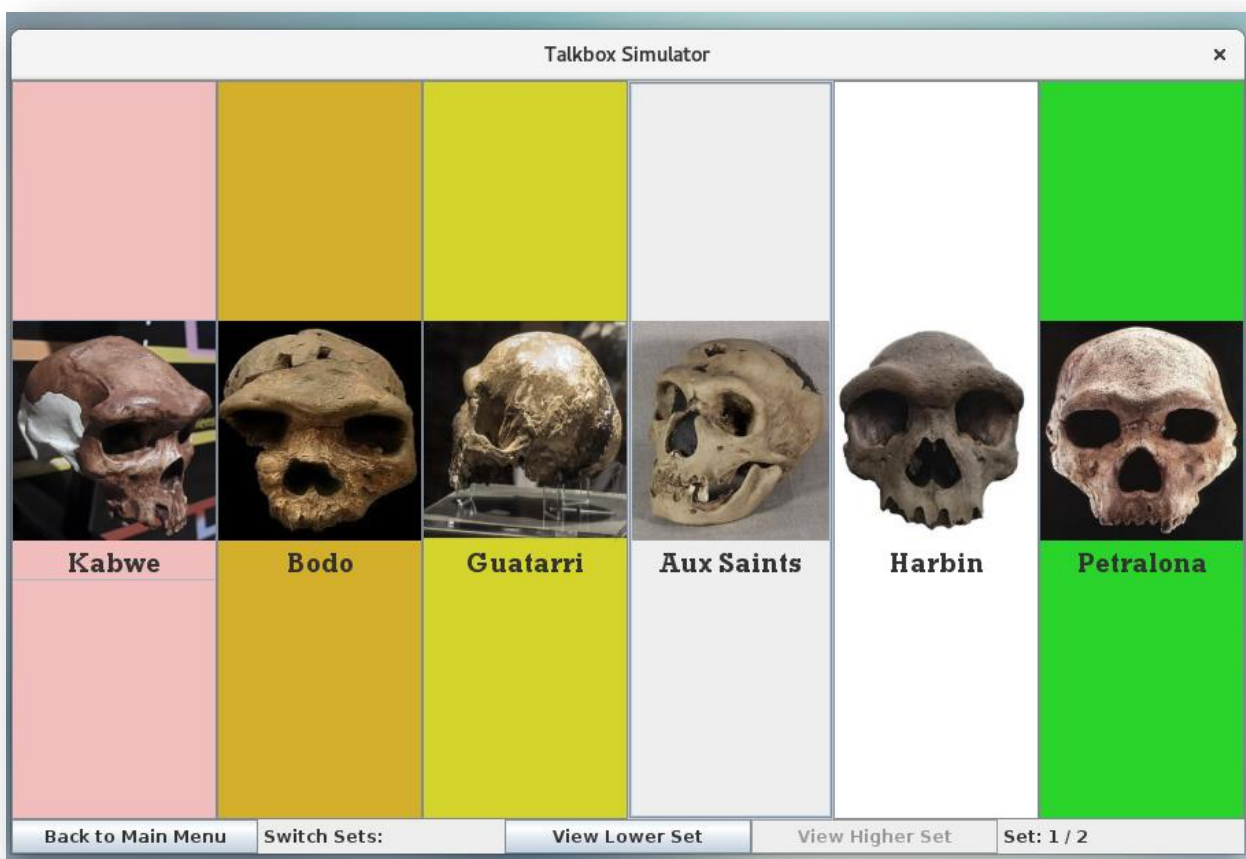 Talkbox Simulator ×
Kabwe Bodo Guatarri Aux Saints Harbin Petralona
Back to Main Menu Switch Sets: View Lower Set View Higher Set Set: 1 / 2